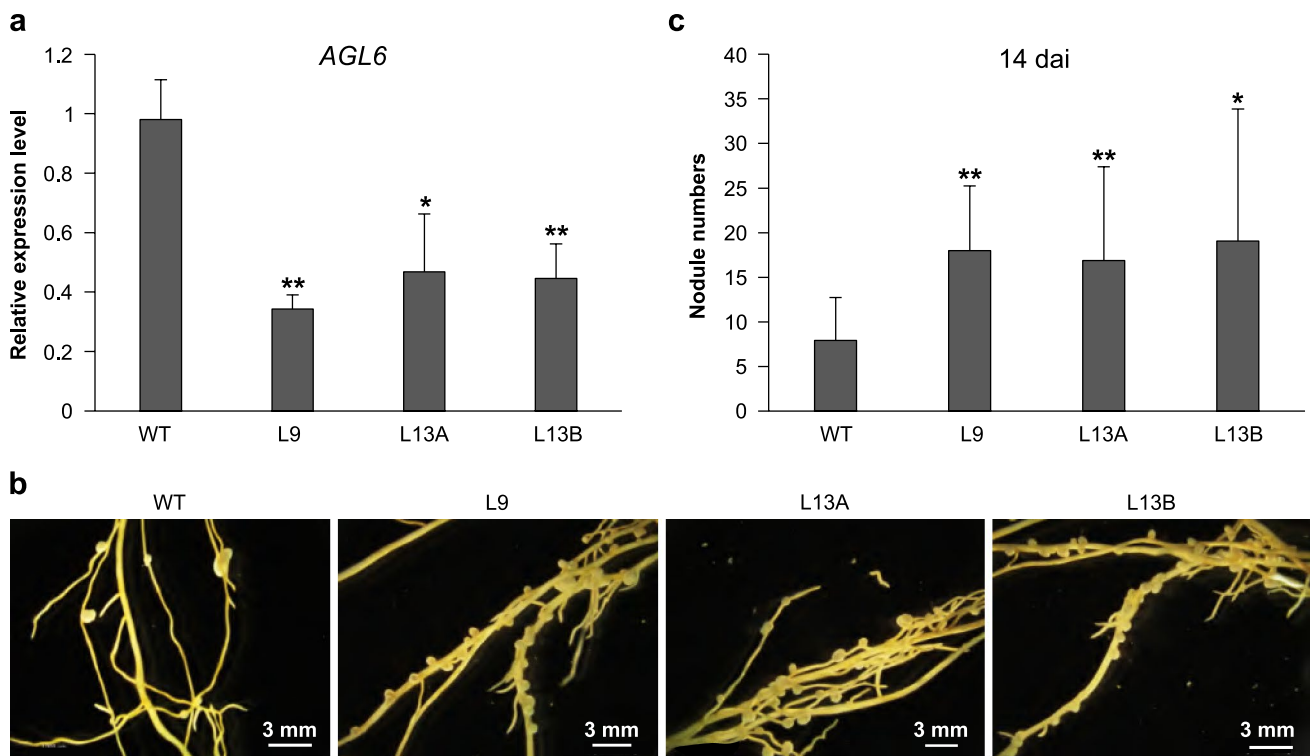 a
AGL6
Relative expression level
1.2
1
0.8
0.6
0.4
0.2
0
**
*
**
WT
L9
L13A
L13B
c
14 dai
Nodule numbers
40
35
30
25
20
15
10
5
0
**
**
*
WT
L9
L13A
L13B
b
WT
L9
L13A
L13B
3 mm
3 mm
3 mm
3 mm